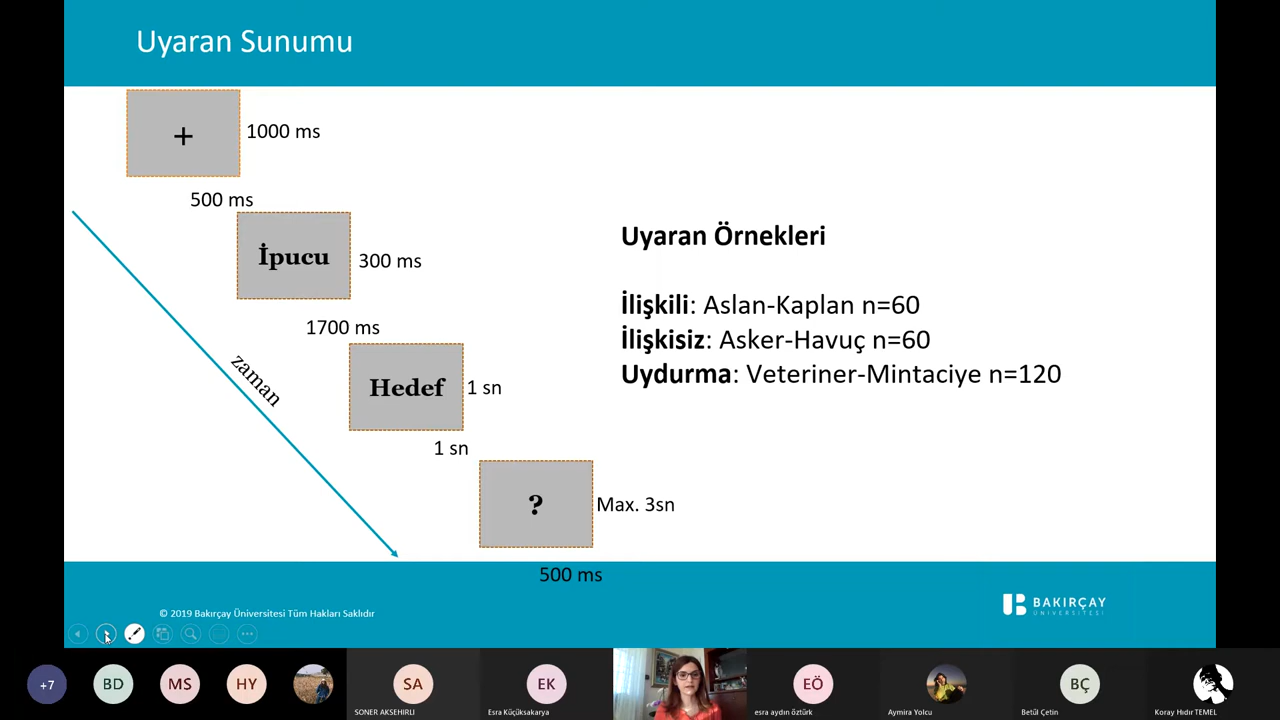 Uyaran Sunumu
+
1000 ms
500 ms
İpucu
300 ms
1700 ms
zaman
Hedef
1 sn
1 sn
?
Max. 3sn
500 ms
Uyaran Örnekleri
İlişkili: Aslan-Kaplan n=60
İlişkisiz: Asker-Havuç n=60
Uydurma: Veteriner-Mintaciye n=120
© 2019 Bakırçay Üniversitesi Tüm Hakları Saklıdır
BAKIRÇAY
ÜNİVERSİTESİ
+7
BD
MS
HY
SA
SONER AKSEHIRLI
EK
Esra Küçüksakarya
EÖ
esra aydın öztürk
Aymira Yolcu
BÇ
Betül Çetin
Koray Hıdır TEMEL